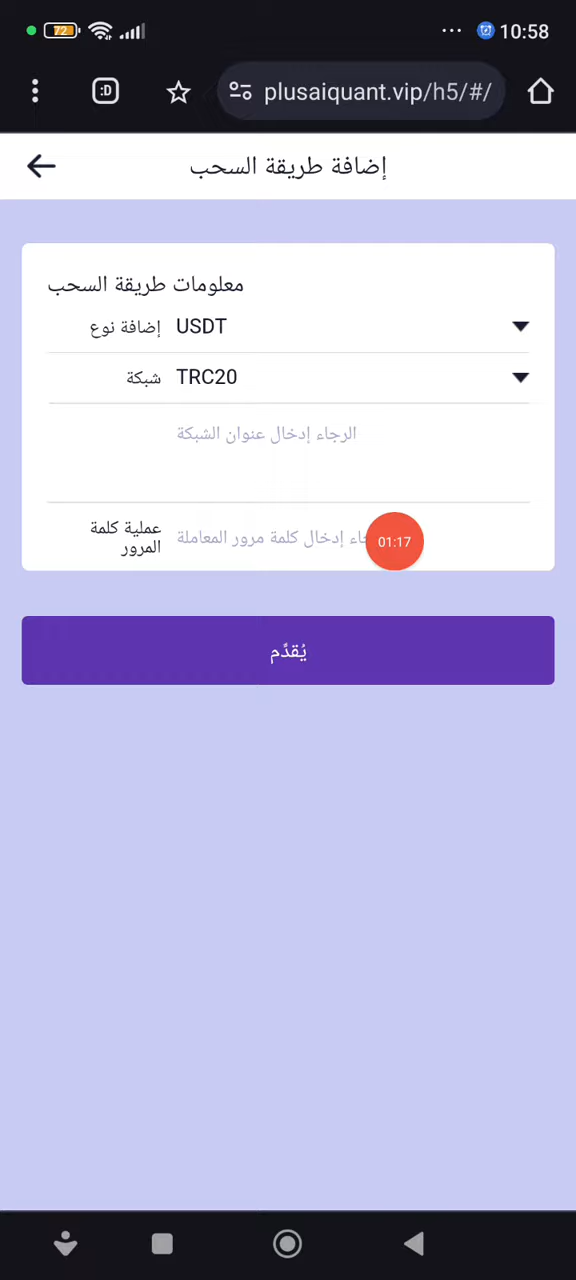 72 10:58
:D plusaiquant.vip/h5/#/
إضافة طريقة السحب
معلومات طريقة السحب
إضافة نوع USDT
شبكة TRC20
الرجاء إدخال عنوان الشبكة
عملية كلمة المرور
إدخال كلمة مرور المعاملة
01:17
يُقدِّم